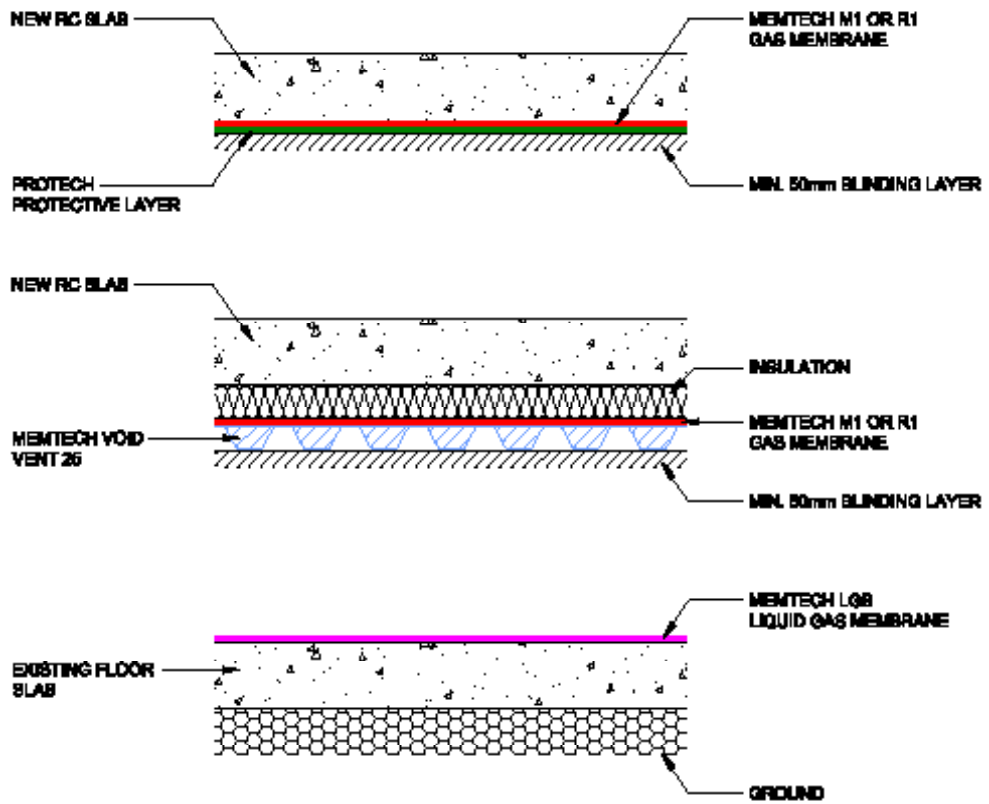 NEW RC SLAB
MEMTECH M1 OR R1
GAS MEMBRANE
PROTECH
PROTECTIVE LAYER
MIN. 50mm BLINDING LAYER
NEW RC SLAB
INSULATION
MEMTECH VOID
VENT 25
MEMTECH M1 OR R1
GAS MEMBRANE
MIN. 50mm BLINDING LAYER
MEMTECH LGB
LIQUID GAS MEMBRANE
EXISTING FLOOR
SLAB
GROUND